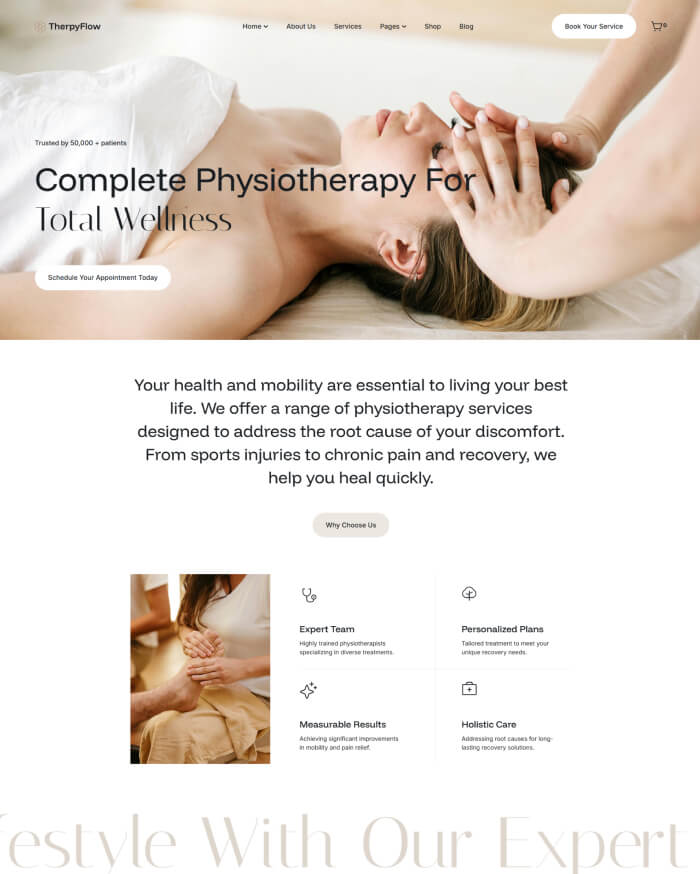 TherpyFlow
Home About Us Services Pages Shop Blog
Book Your Service
0
Trusted by 50,000 + patients
Complete Physiotherapy For
Total Wellness
Schedule Your Appointment Today
Your health and mobility are essential to living your best
life. We offer a range of physiotherapy services
designed to address the root cause of your discomfort.
From sports injuries to chronic pain and recovery, we
help you heal quickly.
Why Choose Us
Expert Team
Highly trained physiotherapists
specializing in diverse treatments.
Personalized Plans
Tailored treatment to meet your
unique recovery needs.
Measurable Results
Achieving significant improvements
in mobility and pain relief.
Holistic Care
Addressing root causes for long-
lasting recovery solutions.
festyle With Our Expert